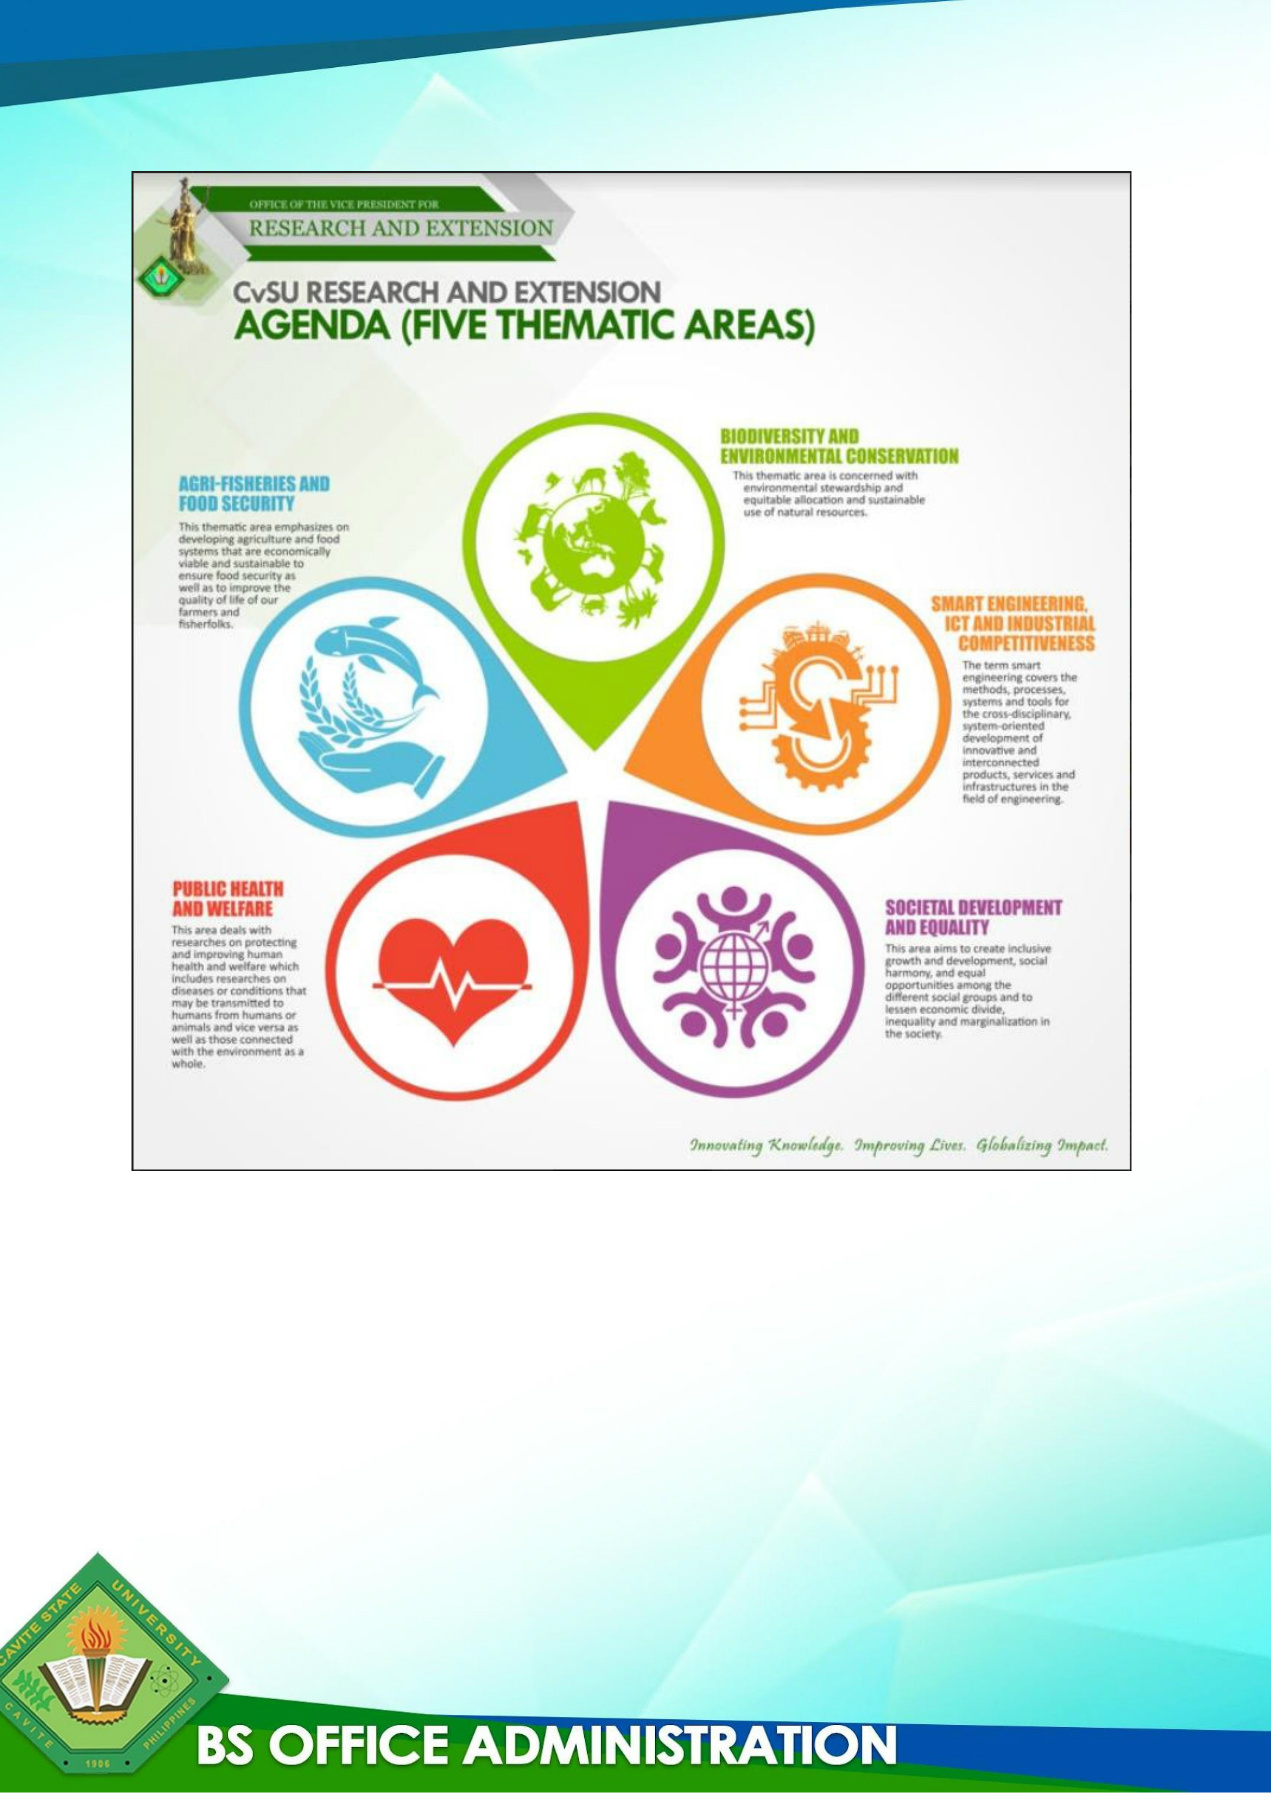 OFFICE OF THE VICE PRESIDENT FOR
RESEARCH AND EXTENSION
CvSU RESEARCH AND EXTENSION
AGENDA (FIVE THEMATIC AREAS)
BIODIVERSITY AND
ENVIRONMENTAL CONSERVATION
This thematic area is concerned with
environmental stewardship and
equitable allocation and sustainable
use of natural resources.
AGRI-FISHERIES AND
FOOD SECURITY
This thematic area emphasizes on
developing agriculture and food
systems that are economically
viable and sustainable to
ensure food security as
well as to improve the
quality of life of our
farmers and
fisherfolks.
SMART ENGINEERING,
ICT AND INDUSTRIAL
COMPETITIVENESS
The term smart
engineering covers the
methods, processes,
systems and tools for
the cross-disciplinary,
system-oriented
development of
innovative and
interconnected
products, services and
infrastructures in the
field of engineering.
PUBLIC HEALTH
AND WELFARE
This area deals with
researches on protecting
and improving human
health and welfare which
includes researches on
diseases or conditions that
may be transmitted to
humans from humans or
animals and vice versa as
well as those connected
with the environment as a
whole.
SOCIETAL DEVELOPMENT
AND EQUALITY
This area aims to create inclusive
growth and development, social
harmony, and equal
opportunities among the
different social groups and to
lessen economic divide,
inequality and marginalization in
the society.
Innovating Knowledge. Improving Lives. Globalizing Impact.
CAVITE STATE UNIVERSITY
CAVITE • 1906 • PHILIPPINES
BS OFFICE ADMINISTRATION